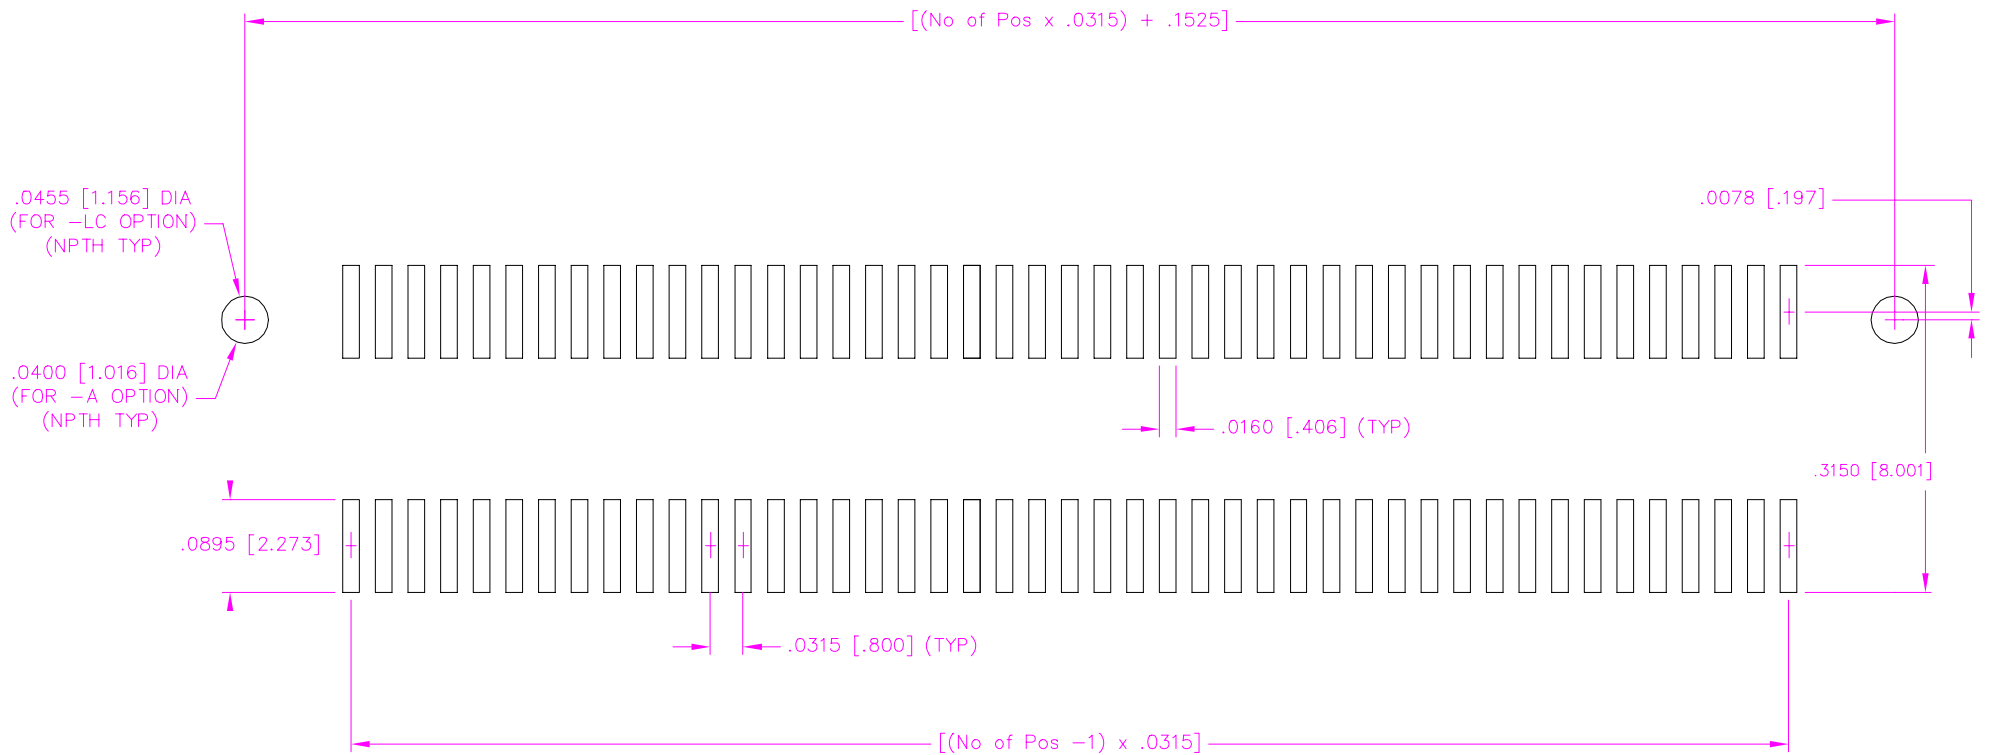 [(No of Pos x .0315) + .1525]
.0455 [1.156] DIA
(FOR -LC OPTION)
(NPTH TYP)
.0078 [.197]
.0400 [1.016] DIA
(FOR -A OPTION)
(NPTH TYP)
.0160 [.406] (TYP)
.3150 [8.001]
.0895 [2.273]
.0315 [.800] (TYP)
[(No of Pos -1) x .0315]